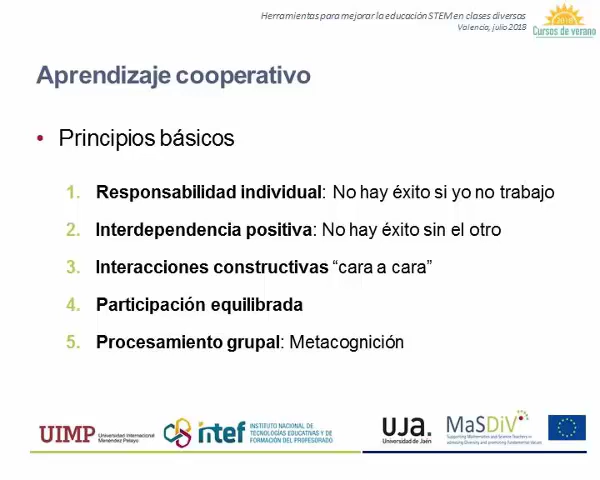 Herramientas para mejorar la educación STEM en clases diversas
Valencia, julio 2018
2018
Cursos de verano
Aprendizaje cooperativo
• Principios básicos
1. Responsabilidad individual: No hay éxito si yo no trabajo
2. Interdependencia positiva: No hay éxito sin el otro
3. Interacciones constructivas “cara a cara”
4. Participación equilibrada
5. Procesamiento grupal: Metacognición
UIMP
Universidad Internacional
Menéndez Pelayo
intef
INSTITUTO NACIONAL DE
TECNOLOGÍAS EDUCATIVAS Y DE
FORMACIÓN DEL PROFESORADO
UJa.
Universidad de Jaén
MaSDiV
Supporting Mathematics and Science Teachers in
addressing Diversity and promoting Fundamental Values